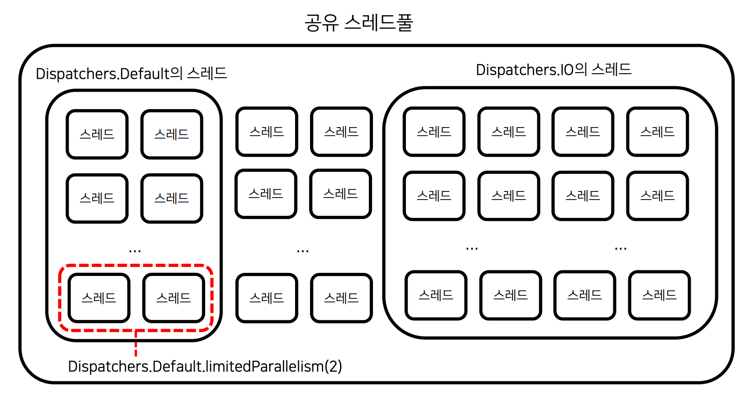 공유 스레드풀
Dispatchers.Default의 스레드
Dispatchers.IO의 스레드
스레드 스레드 스레드 스레드 스레드 스레드 스레드 스레드
스레드 스레드 스레드 스레드 스레드 스레드 스레드 스레드
... ... ... ...
스레드 스레드 스레드 스레드 스레드 스레드 스레드 스레드
Dispatchers.Default.limitedParallelism(2)